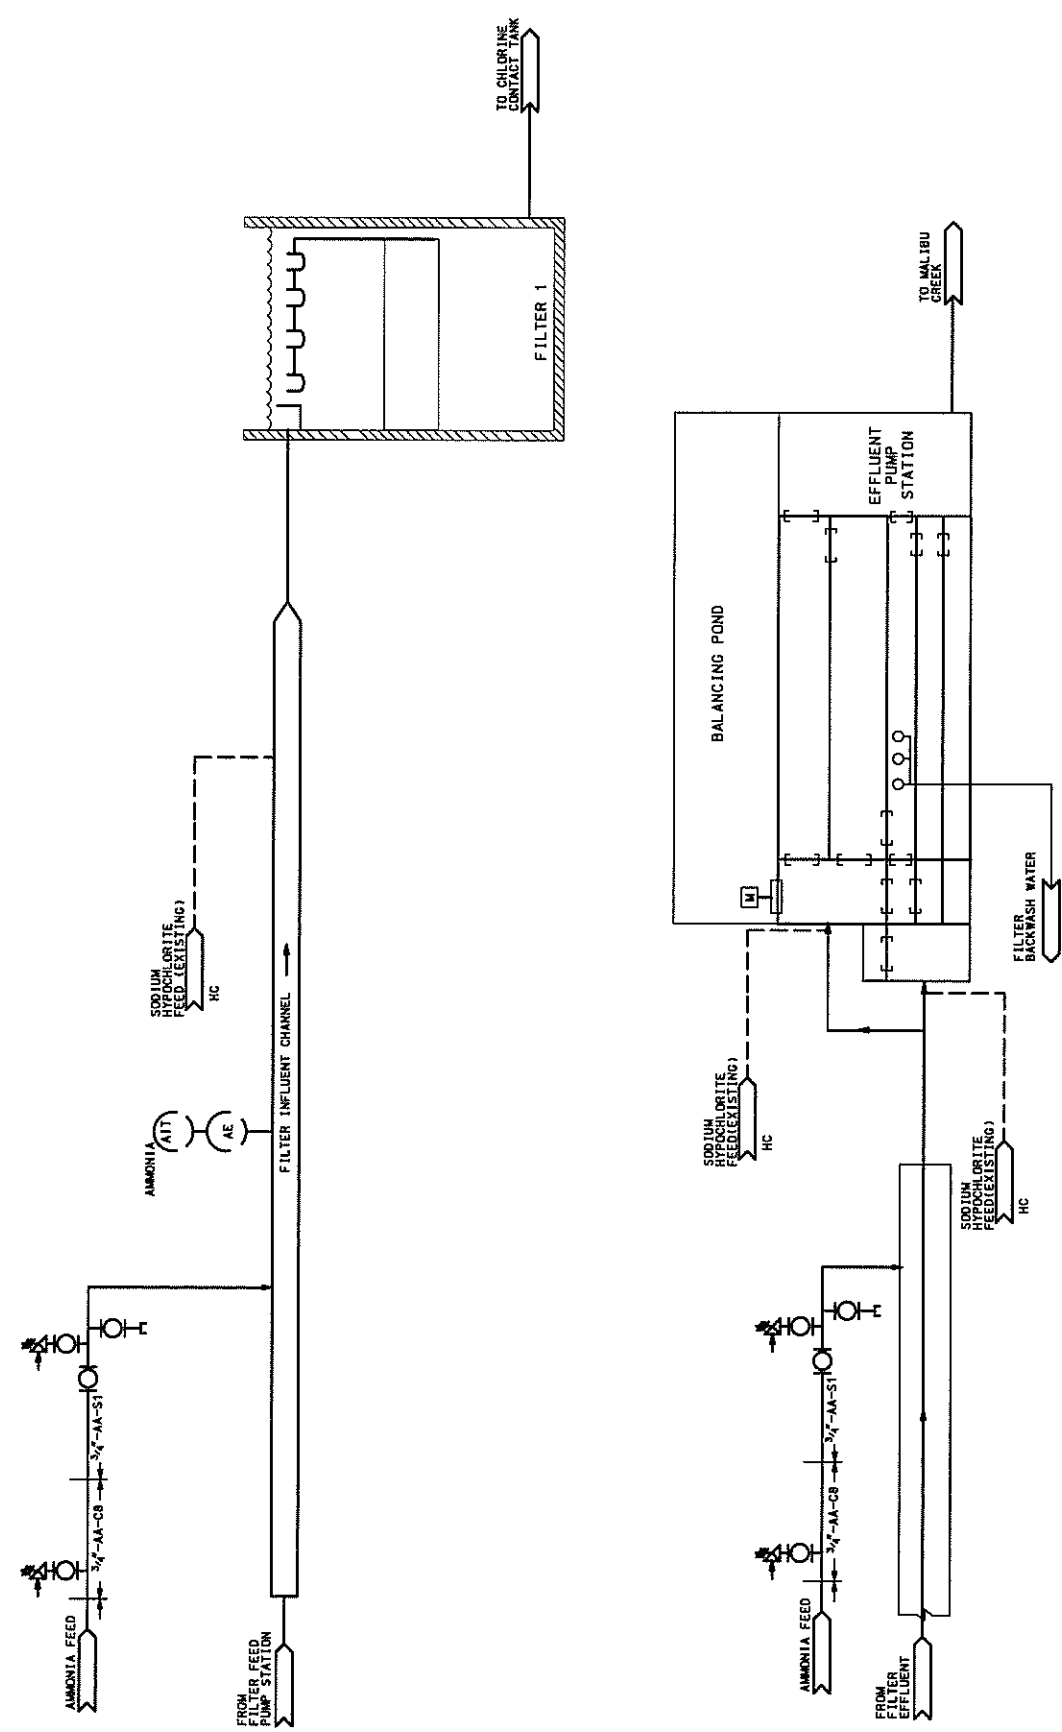 TO CHLORINE
CONTACT TANK
FILTER 1
SODIUM
HYPOCHLORITE
FEED (EXISTING)
HC
FILTER INFLUENT CHANNEL
AMMONIA
AIT
AE
3/4"-AA-S1
3/4"-AA-C8
AMMONIA FEED
FROM
FILTER FEED
PUMP STATION
TO MALIBU
CREEK
EFFLUENT
PUMP
STATION
BALANCING POND
M
FILTER
BACKWASH WATER
SODIUM
HYPOCHLORITE
FEED(EXISTING)
HC
SODIUM
HYPOCHLORITE
FEED(EXISTING)
HC
3/4"-AA-S1
3/4"-AA-C8
AMMONIA FEED
FROM
FILTER
EFFLUENT